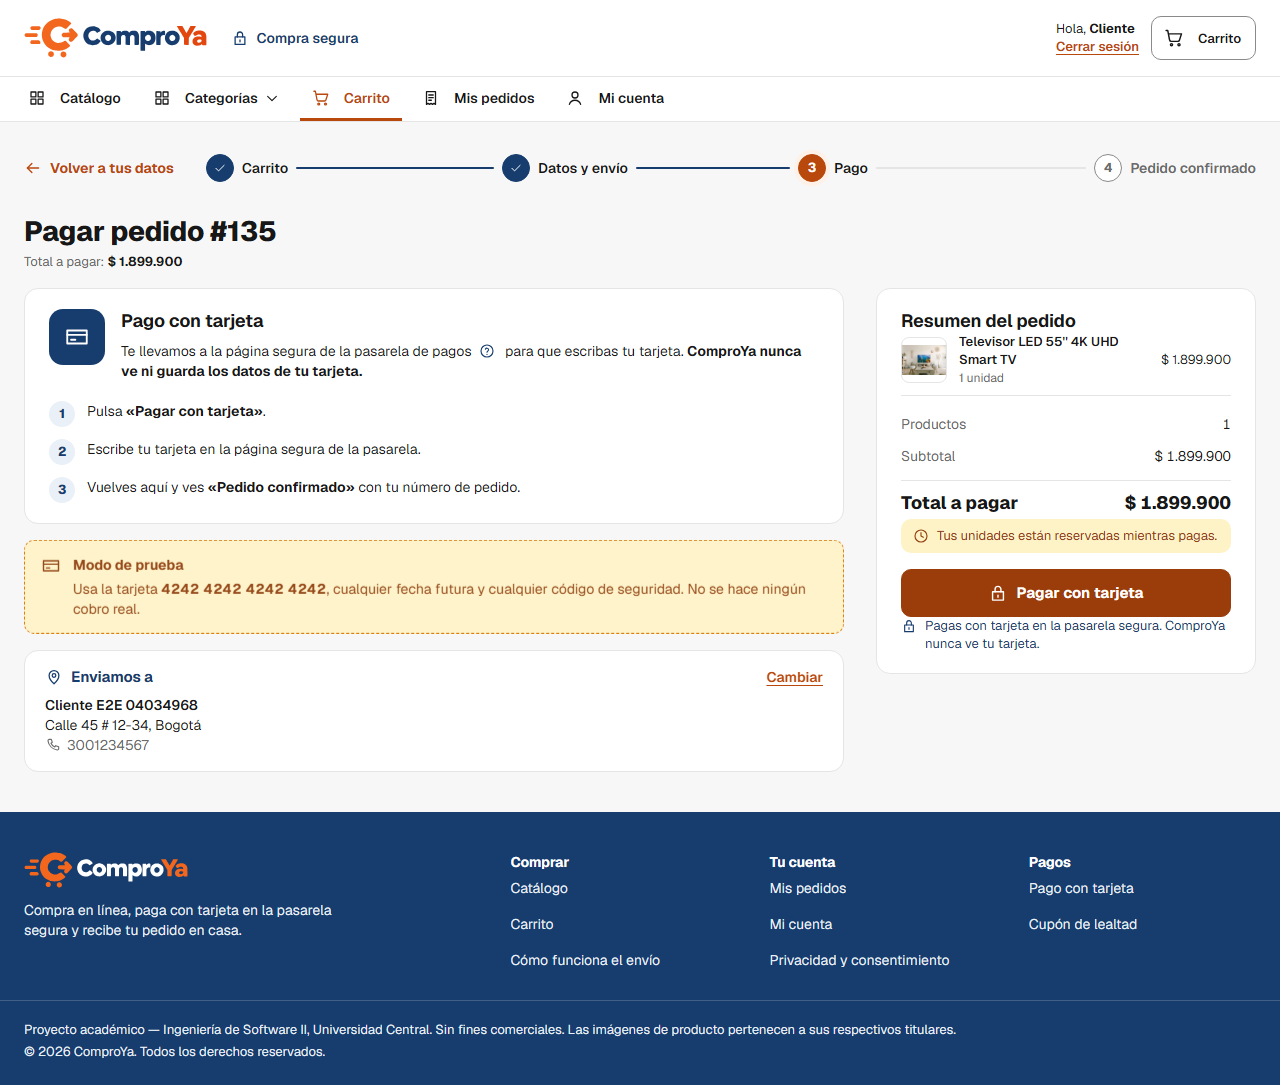 ComproYa
Compra segura
Hola, Cliente
Cerrar sesión
Carrito
Catálogo
Categorías
Carrito
Mis pedidos
Mi cuenta
Volver a tus datos
Carrito
Datos y envío
3 Pago
4 Pedido confirmado
Pagar pedido #135
Total a pagar: $ 1.899.900
Pago con tarjeta
Te llevamos a la página segura de la pasarela de pagos ? para que escribas tu tarjeta. ComproYa nunca
ve ni guarda los datos de tu tarjeta.
1 Pulsa «Pagar con tarjeta».
2 Escribe tu tarjeta en la página segura de la pasarela.
3 Vuelves aquí y ves «Pedido confirmado» con tu número de pedido.
Modo de prueba
Usa la tarjeta 4242 4242 4242 4242, cualquier fecha futura y cualquier código de seguridad. No se hace ningún
cobro real.
Enviamos a
Cambiar
Cliente E2E 04034968
Calle 45 # 12-34, Bogotá
3001234567
Resumen del pedido
Televisor LED 55" 4K UHD
Smart TV
$ 1.899.900
1 unidad
Productos 1
Subtotal $ 1.899.900
Total a pagar $ 1.899.900
Tus unidades están reservadas mientras pagas.
Pagar con tarjeta
Pagas con tarjeta en la pasarela segura. ComproYa
nunca ve tu tarjeta.
ComproYa
Compra en línea, paga con tarjeta en la pasarela
segura y recibe tu pedido en casa.
Comprar
Catálogo
Carrito
Cómo funciona el envío
Tu cuenta
Mis pedidos
Mi cuenta
Privacidad y consentimiento
Pagos
Pago con tarjeta
Cupón de lealtad
Proyecto académico — Ingeniería de Software II, Universidad Central. Sin fines comerciales. Las imágenes de producto pertenecen a sus respectivos titulares.
© 2026 ComproYa. Todos los derechos reservados.